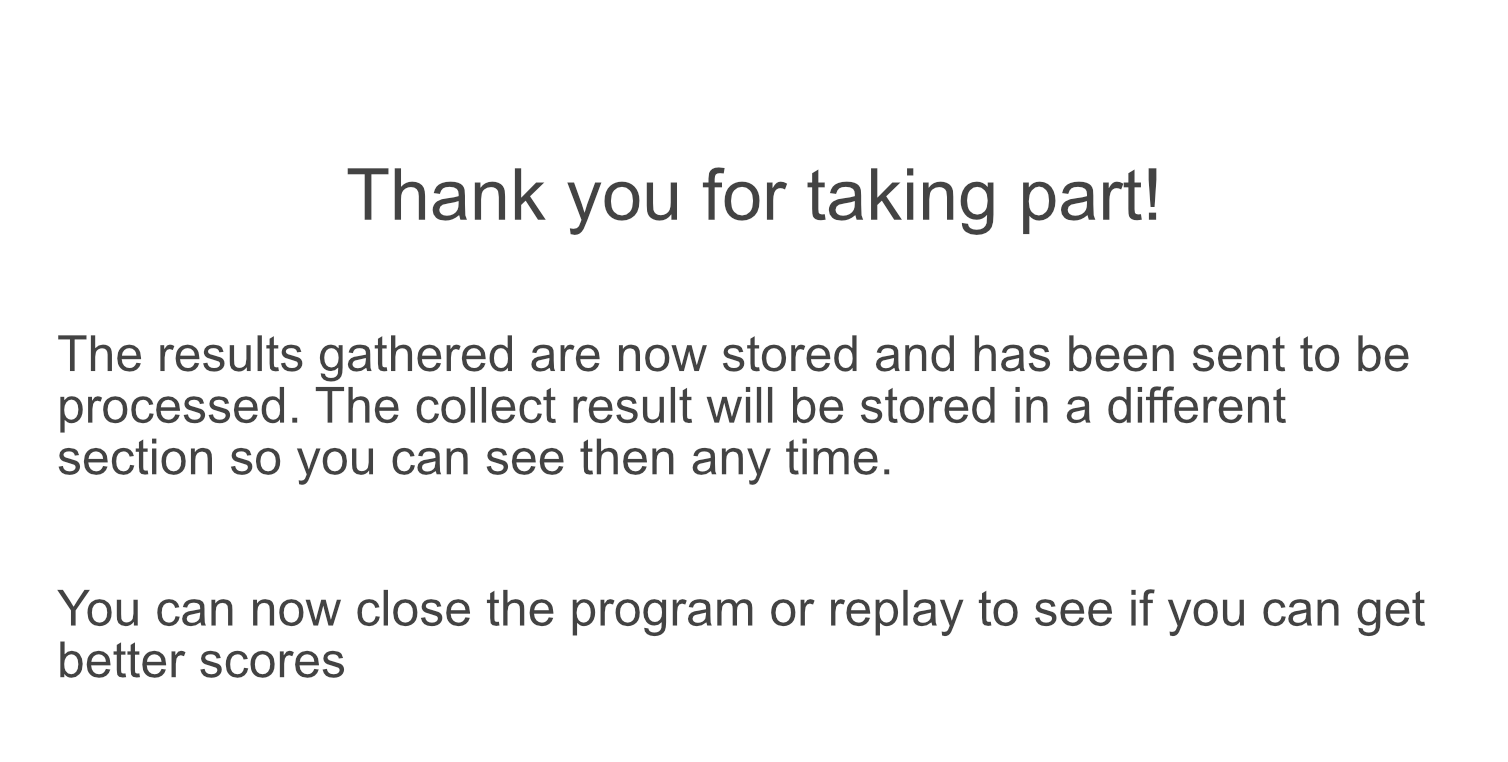 Thank you for taking part!
The results gathered are now stored and has been sent to be
processed. The collect result will be stored in a different
section so you can see then any time.
You can now close the program or replay to see if you can get
better scores